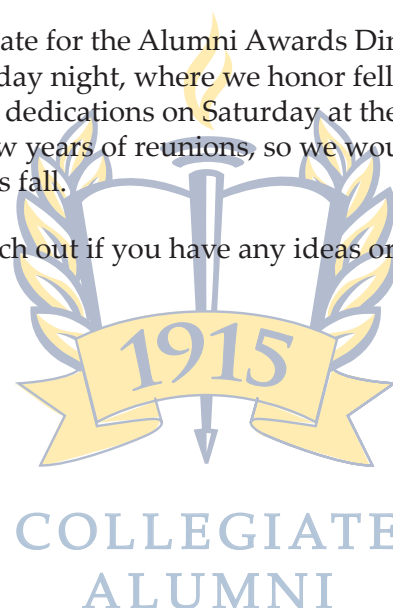 ate for the Alumni Awards Din
day night, where we honor fell
dedications on Saturday at the
w years of reunions, so we wou
s fall.
ch out if you have any ideas or
1915
COLLEGIATE
ALUMNI